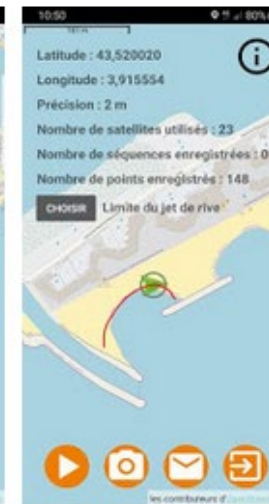 10:50
80%
Latitude : 43,520020
Longitude : 3,915554
Précision : 2 m
Nombre de satellites utilisés : 23
Nombre de séquences enregistrées : 0
Nombre de points enregistrés : 148
CHOISIR Limite du jet de rive
les contributeurs d'